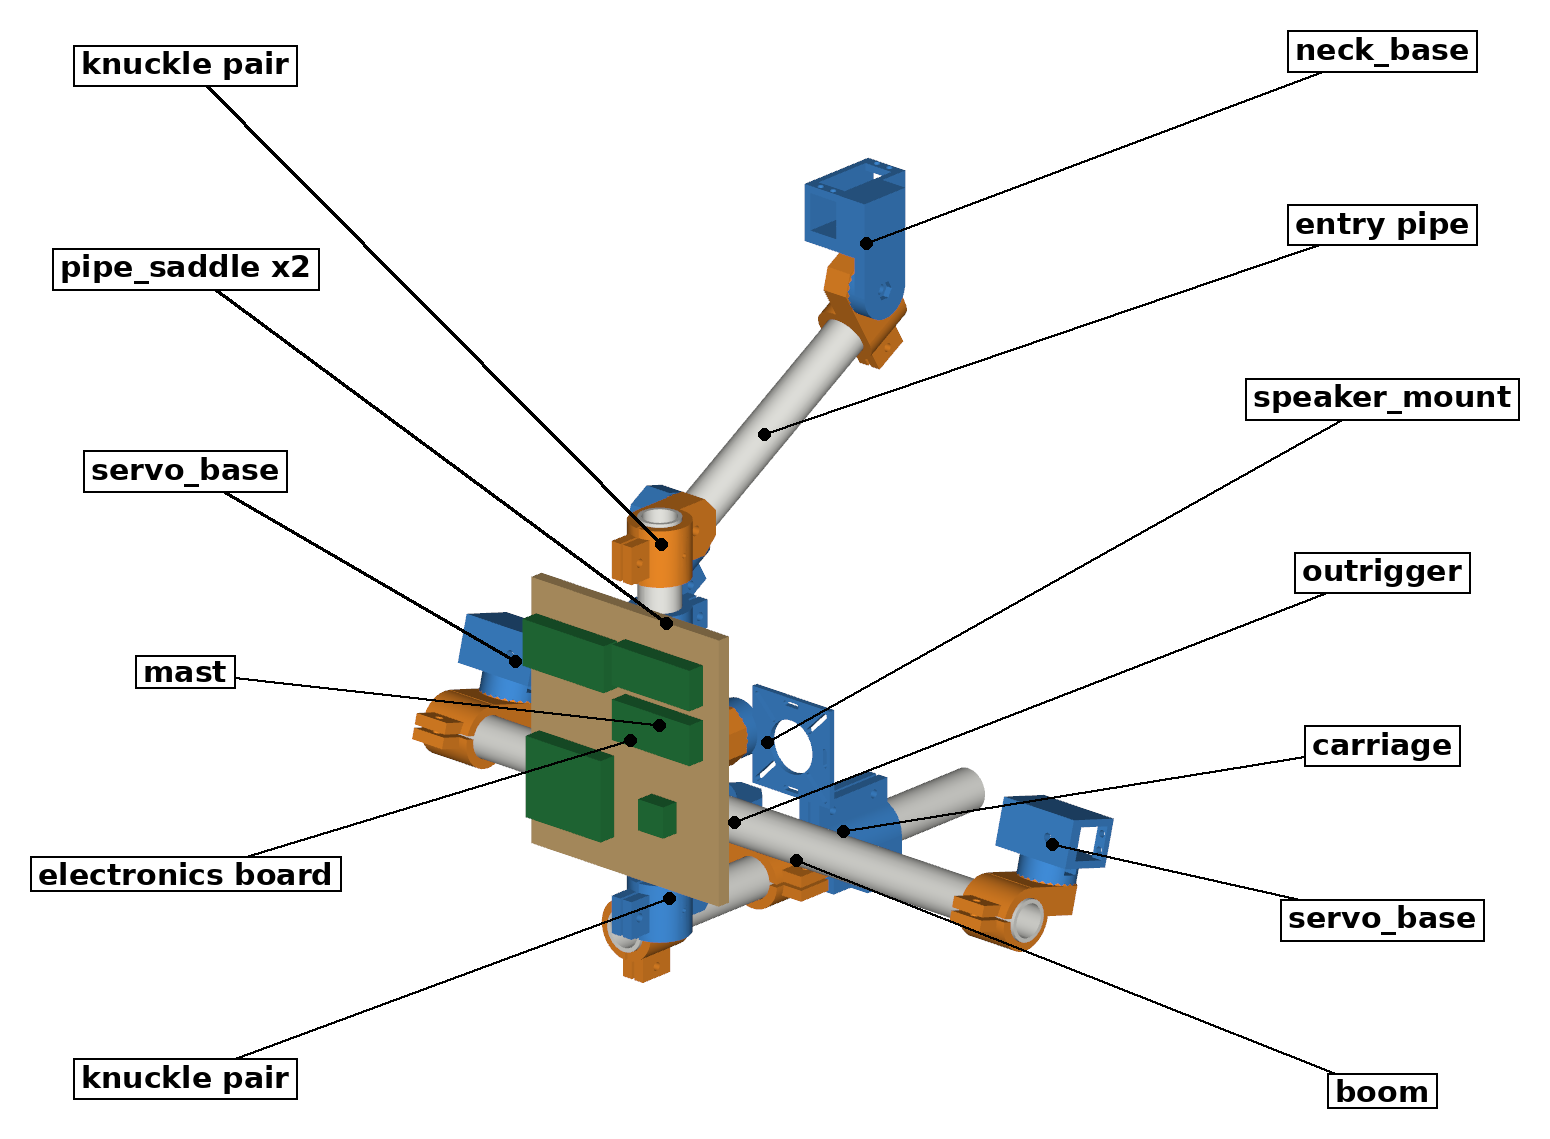 knuckle pair
neck_base
entry pipe
pipe_saddle x2
speaker_mount
servo_base
outrigger
mast
carriage
electronics board
servo_base
knuckle pair
boom